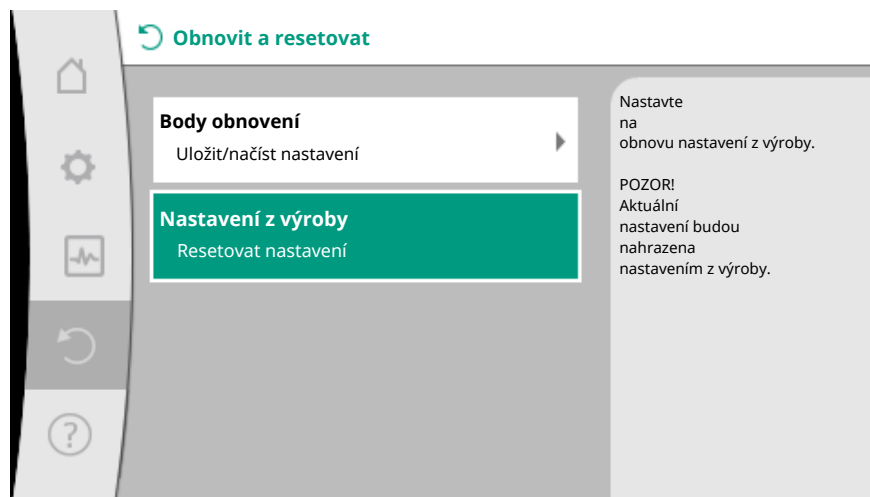 Obnovit a resetovat
Body obnovení
Uložit/načíst nastavení
Nastavení z výroby
Resetovat nastavení
Nastavte
na
obnovu nastavení z výroby.
POZOR!
Aktuální
nastavení budou
nahrazena
nastavením z výroby.
?